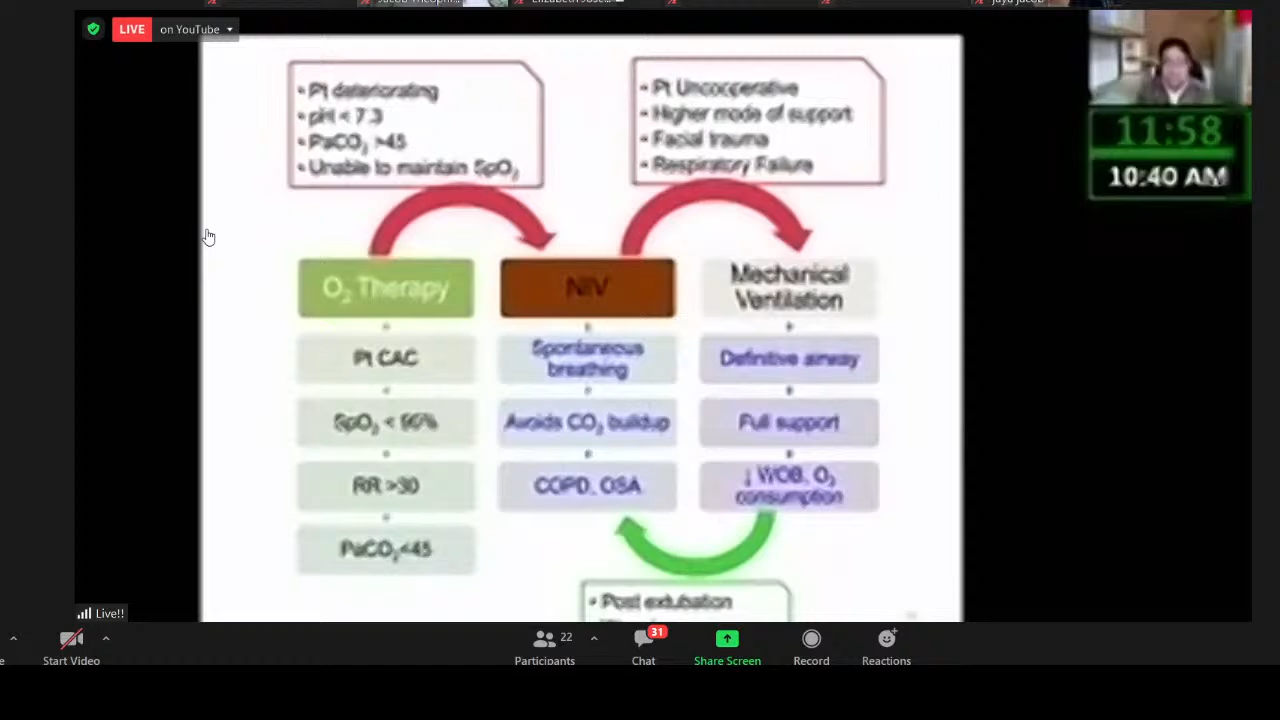 LIVE on YouTube
• Pt deteriorating
• pH < 7.3
• PaCO2 >45
• Unable to maintain SpO2
• Pt Uncooperative
• Higher mode of support
• Facial trauma
• Respiratory Failure
11:58
10:40 AM
O2 Therapy
NIV
Mechanical
Ventilation
Pt CAC
Spontaneous
breathing
Definitive airway
SpO2 < 90%
Avoids CO2 buildup
Full support
RR >30
COPD, OSA
↓ WOB, O2
consumption
PaCO2<45
• Post extubation
Live!!
22
31
Start Video
Participants
Chat
Share Screen
Record
Reactions